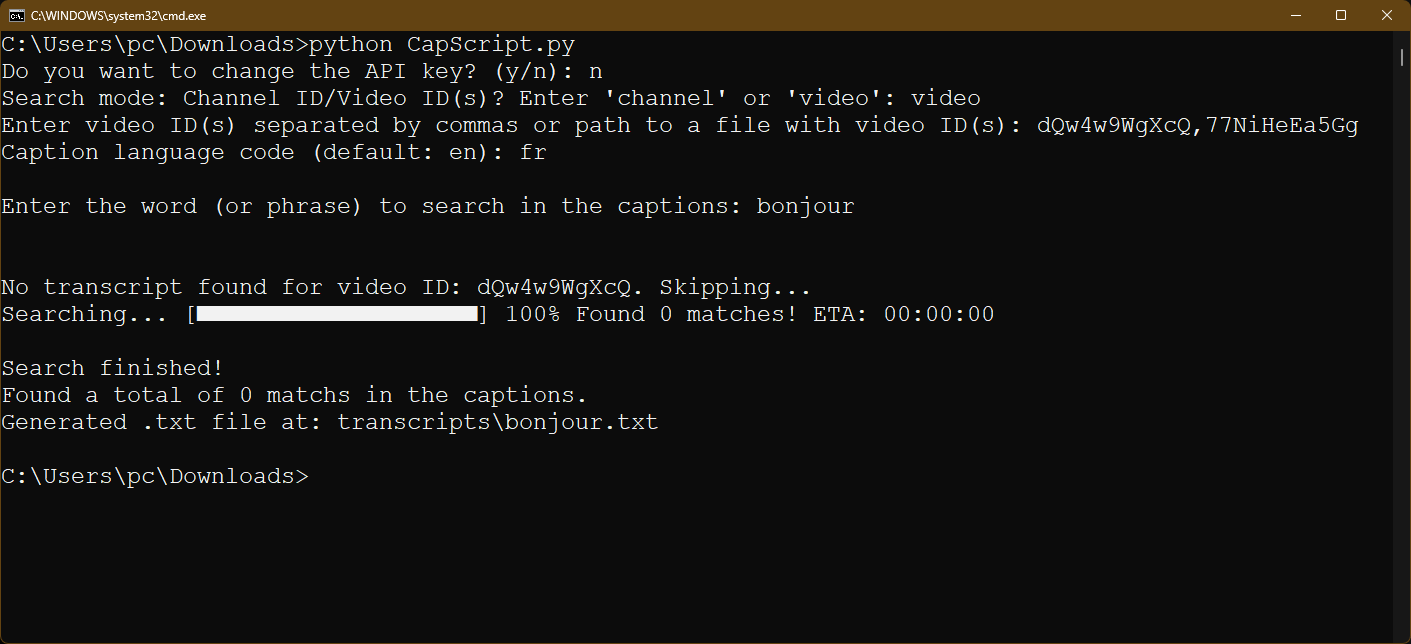 C:\WINDOWS\system32\cmd.exe
C:\Users\pc\Downloads>python CapScript.py
Do you want to change the API key? (y/n): n
Search mode: Channel ID/Video ID(s)? Enter 'channel' or 'video': video
Enter video ID(s) separated by commas or path to a file with video ID(s): dQw4w9WgXcQ,77NiHeEa5Gg
Caption language code (default: en): fr
Enter the word (or phrase) to search in the captions: bonjour
No transcript found for video ID: dQw4w9WgXcQ. Skipping...
Searching... [                    ] 100% Found 0 matches! ETA: 00:00:00
Search finished!
Found a total of 0 matchs in the captions.
Generated .txt file at: transcripts\bonjour.txt
C:\Users\pc\Downloads>